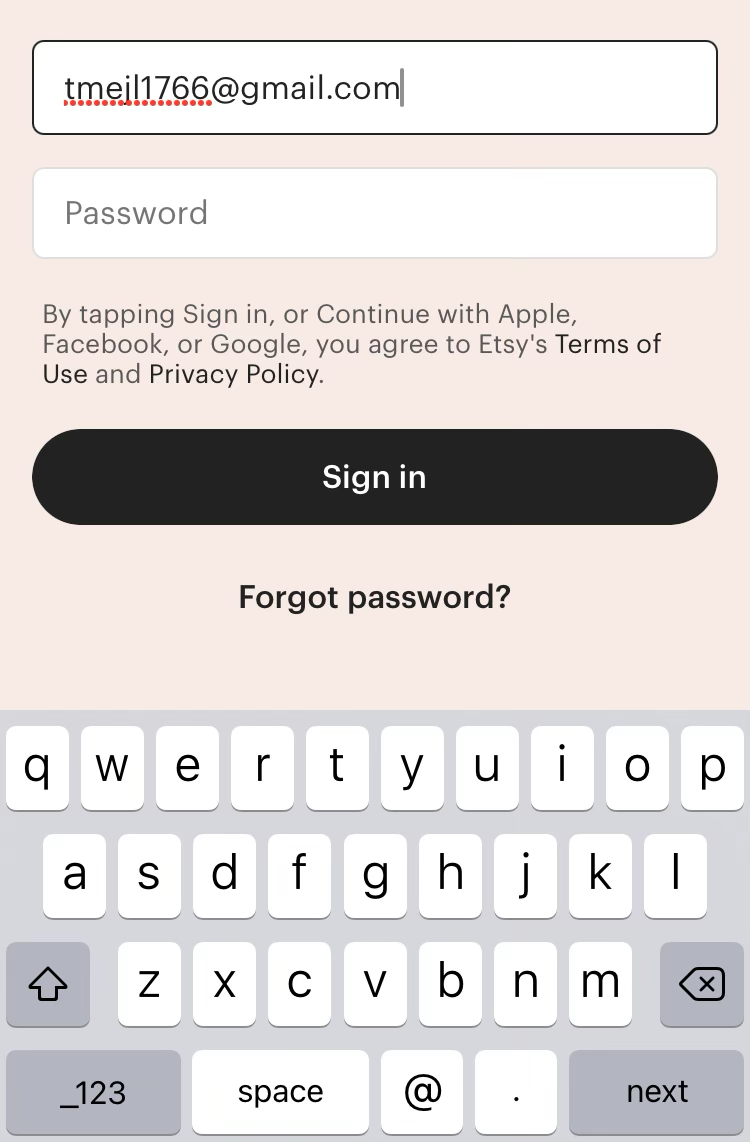 tmejl1766@gmail.com
Password
By tapping Sign in, or Continue with Apple,
Facebook, or Google, you agree to Etsy's Terms of
Use and Privacy Policy.
Sign in
Forgot password?
q w e r t y u i o p
a s d f g h j k l
z x c v b n m
_123 space @ . next